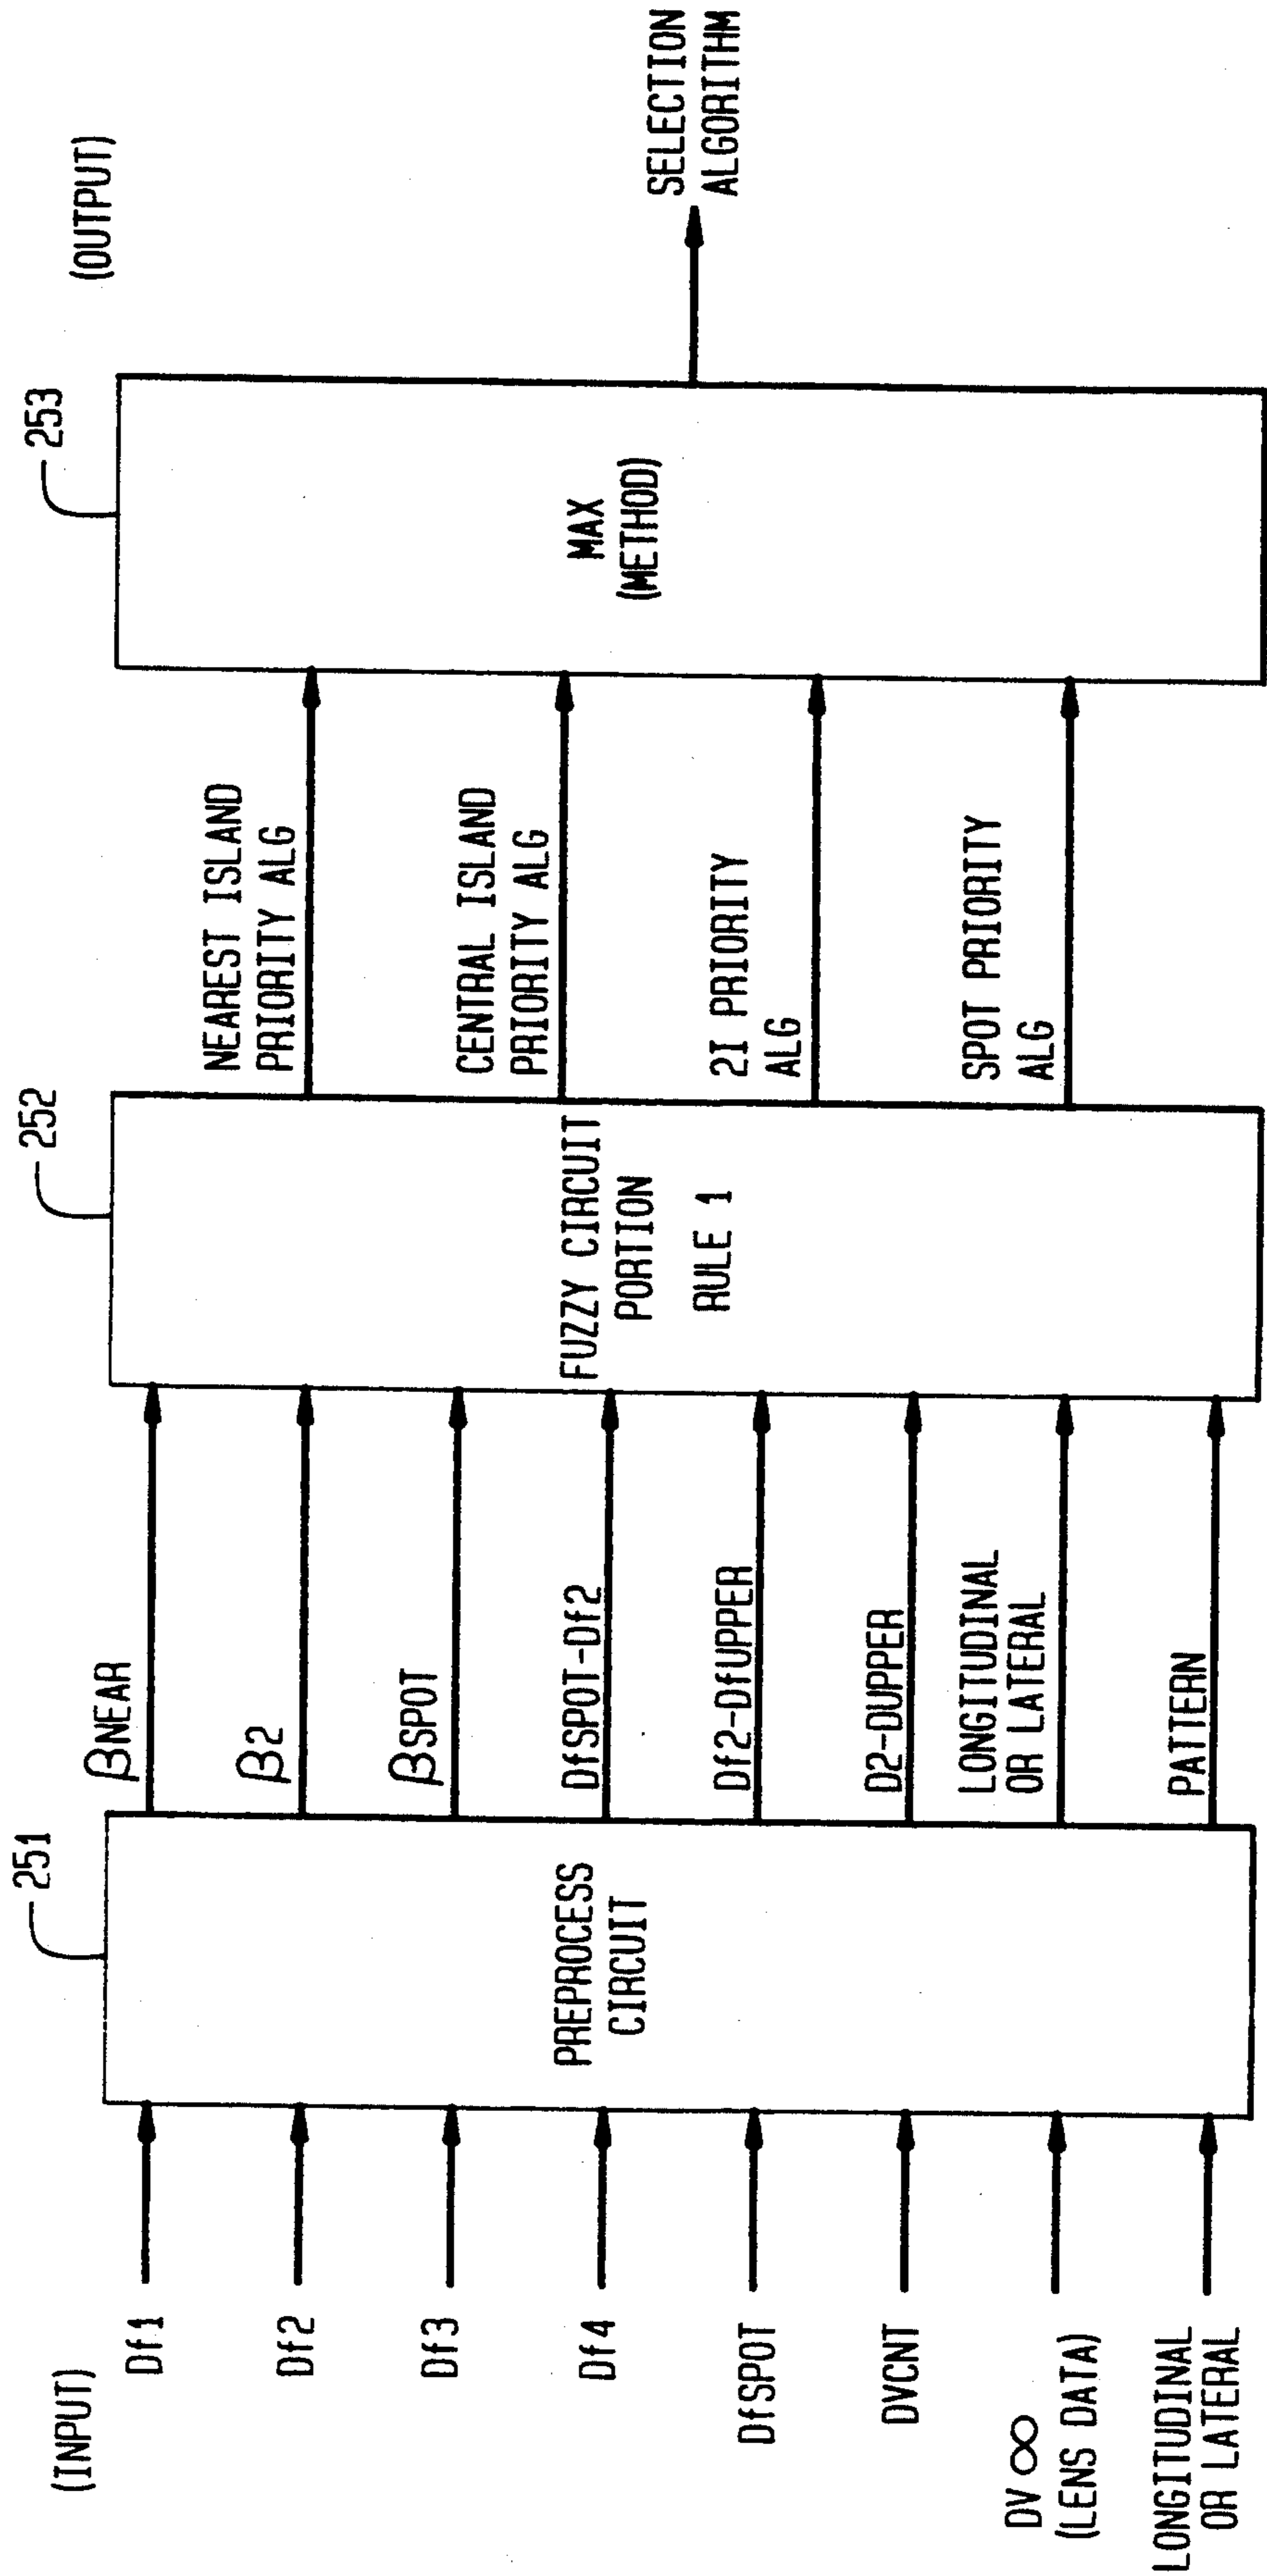 (INPUT)
Df1
Df2
Df3
Df4
DfSPOT
DVCNT
DV∞
(LENS DATA)
LONGITUDINAL
OR LATERAL
251
PREPROCESS
CIRCUIT
βNEAR
β2
βSPOT
DfSPOT-Df2
Df2-DfUPPER
D2-DUPPER
LONGITUDINAL
OR LATERAL
PATTERN
252
FUZZY CIRCUIT
PORTION
RULE 1
NEAREST ISLAND
PRIORITY ALG
CENTRAL ISLAND
PRIORITY ALG
2I PRIORITY
ALG
SPOT PRIORITY
ALG
253
MAX
(METHOD)
(OUTPUT)
SELECTION
ALGORITHM